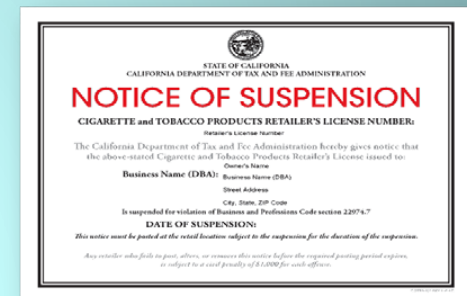 STATE OF CALIFORNIA
CALIFORNIA DEPARTMENT OF TAX AND FEE ADMINISTRATION
NOTICE OF SUSPENSION
CIGARETTE and TOBACCO PRODUCTS RETAILER'S LICENSE NUMBER:
Retailer's License Number
The California Department of Tax and Fee Administration hereby gives notice that
the above-stated Cigarette and Tobacco Products Retailer's License issued to:
Owner's Name
Business Name (DBA): Business Name (DBA)
Street Address
City, State, ZIP Code
Is suspended for violation of Business and Professions Code section 22974.7
DATE OF SUSPENSION:
This notice must be posted at the retail location subject to the suspension for the duration of the suspension.
Any retailer who fails to post, alters, or removes this notice before the required posting period expires,
is subject to a civil penalty of $1,000 for each offense.